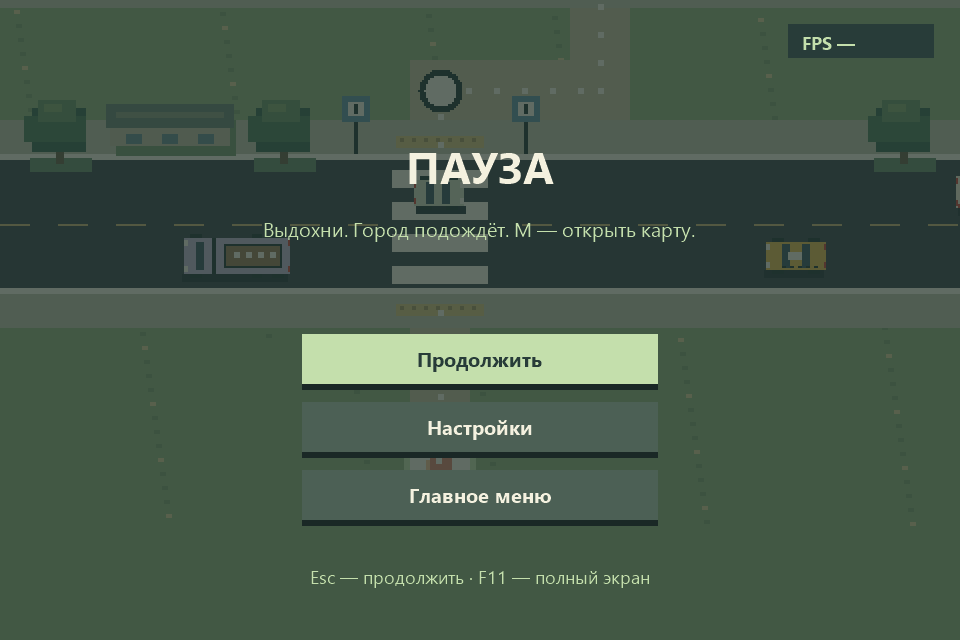 FPS —
ПАУЗА
Выдохни. Город подождёт. М — открыть карту.
Продолжить
Настройки
Главное меню
Esc — продолжить · F11 — полный экран